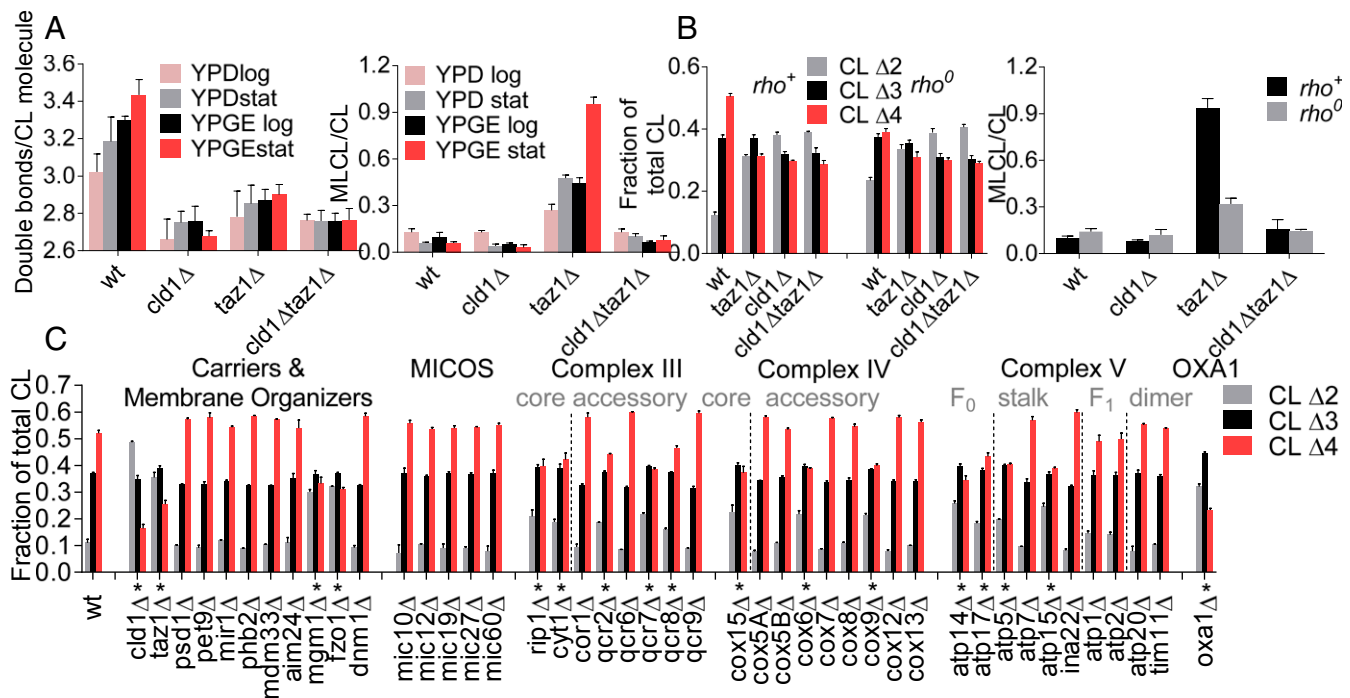 A
Double bonds/CL molecule
3.6
3.4
3.2
3.0
2.8
2.6
YPDlog
YPDstat
YPGE log
YPGEstat
wt
cld1Δ
taz1Δ
cld1Δtaz1Δ
MLCL/CL
1.2
0.9
0.6
0.3
0.0
YPD log
YPD stat
YPGE log
YPGE stat
wt
cld1Δ
taz1Δ
cld1Δtaz1Δ
B
Fraction of
total CL
0.6
0.4
0.2
0.0
rho+
rho0
CL Δ2
CL Δ3
CL Δ4
wt
taz1Δ
cld1Δ
cld1Δtaz1Δ
wt
taz1Δ
cld1Δ
cld1Δtaz1Δ
MLCL/CL
1.2
0.9
0.6
0.3
0.0
rho+
rho0
wt
cld1Δ
taz1Δ
cld1Δtaz1Δ
C
Fraction of total CL
0.7
0.6
0.5
0.4
0.3
0.2
0.1
0.0
Carriers &
Membrane Organizers
MICOS
Complex III
core accessory
Complex IV
core accessory
Complex V
F0 stalk F1 dimer
OXA1
CL Δ2
CL Δ3
CL Δ4
wt
cld1Δ*
taz1Δ*
psd1Δ
pet9Δ
mir1Δ
phb2Δ
mdm33Δ
aim24Δ
mgm1Δ*
fzo1Δ*
dnm1Δ
mic10Δ
mic12Δ
mic19Δ
mic27Δ
mic60Δ
rip1Δ*
cyt1Δ*
cor1Δ
qcr2Δ*
qcr6Δ
qcr7Δ*
qcr8Δ*
qcr9Δ
cox15Δ*
cox5AΔ
cox5BΔ
cox6Δ*
cox7Δ
cox8Δ
cox9Δ*
cox12Δ
cox13Δ
atp14Δ*
atp17Δ*
atp5Δ*
atp7Δ
atp15Δ*
ina22Δ
atp1Δ
atp2Δ
atp20Δ
tim11Δ
oxa1Δ*